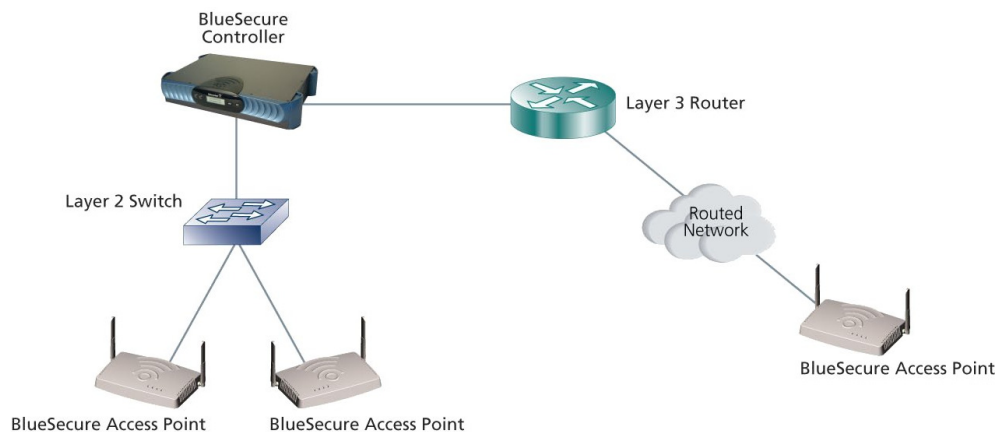 BlueSecure
Controller
Layer 3 Router
Layer 2 Switch
Routed
Network
BlueSecure Access Point
BlueSecure Access Point
BlueSecure Access Point